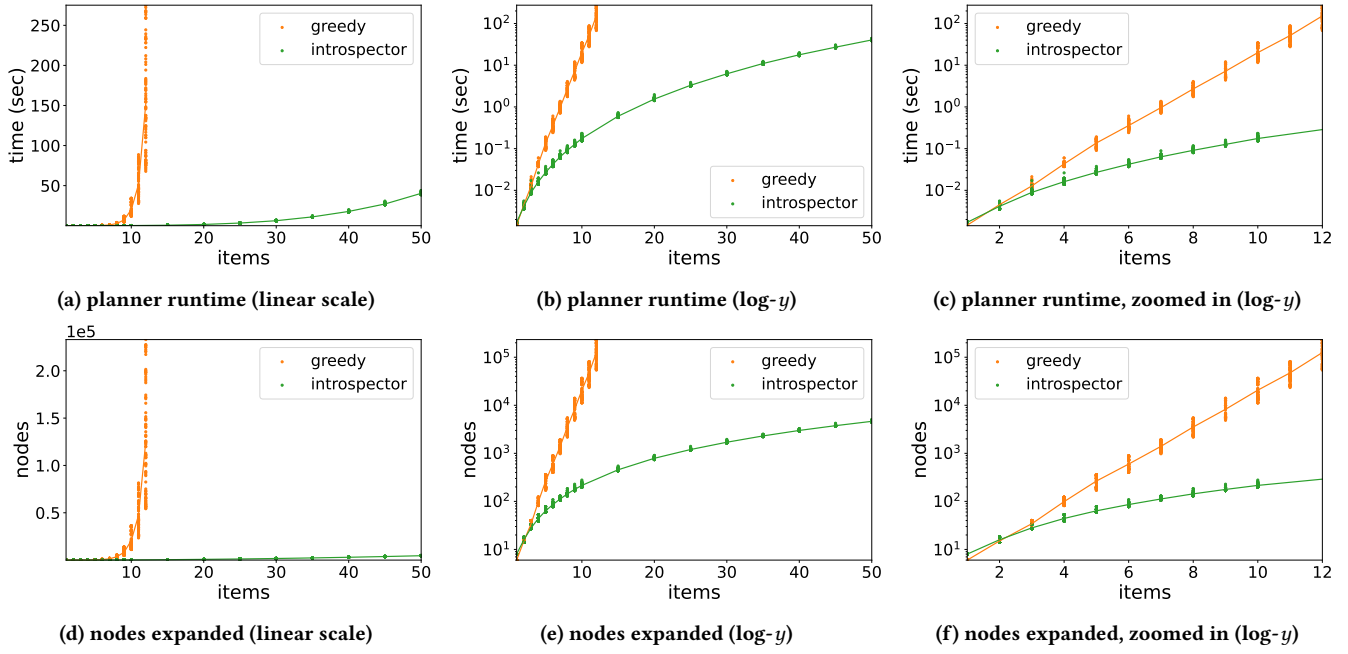 250
200
150
100
50
time (sec)
greedy
introspector
10 20 30 40 50
items
(a) planner runtime (linear scale)
10²
10¹
10⁰
10⁻¹
10⁻²
time (sec)
greedy
introspector
10 20 30 40 50
items
(b) planner runtime (log-y)
10²
10¹
10⁰
10⁻¹
10⁻²
time (sec)
greedy
introspector
2 4 6 8 10 12
items
(c) planner runtime, zoomed in (log-y)
1e5
2.0
1.5
1.0
0.5
nodes
greedy
introspector
10 20 30 40 50
items
(d) nodes expanded (linear scale)
10⁵
10⁴
10³
10²
10¹
nodes
greedy
introspector
10 20 30 40 50
items
(e) nodes expanded (log-y)
10⁵
10⁴
10³
10²
10¹
nodes
greedy
introspector
2 4 6 8 10 12
items
(f) nodes expanded, zoomed in (log-y)